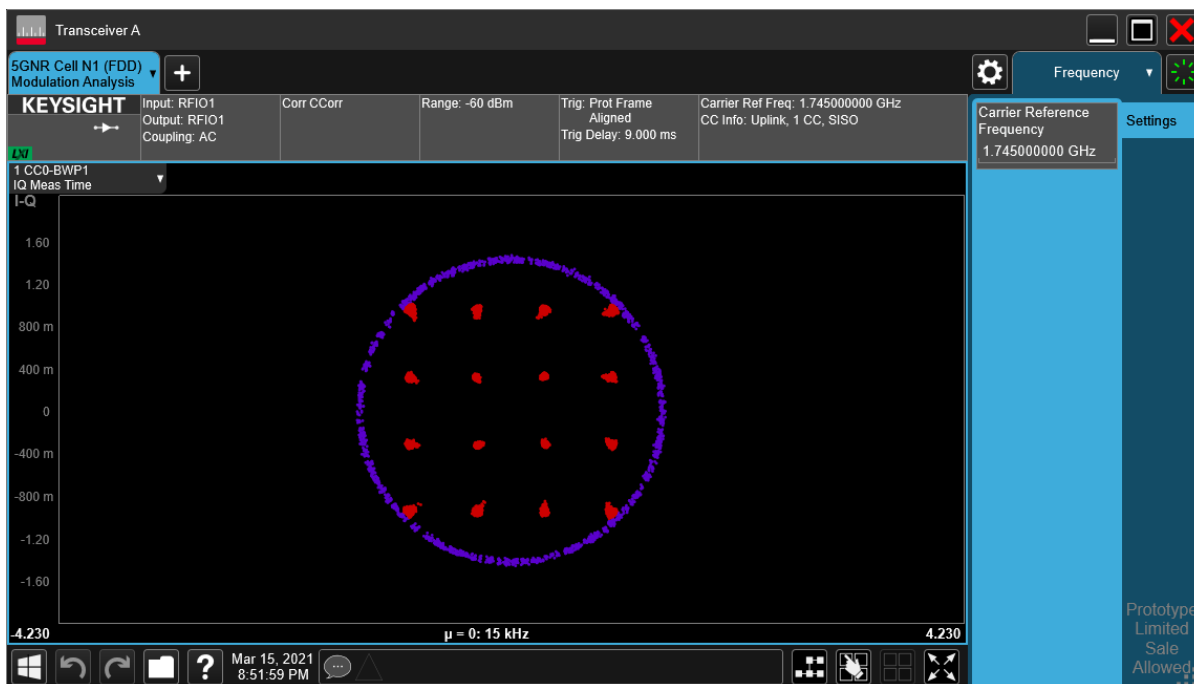 Transceiver A
5GNR Cell N1 (FDD)
Modulation Analysis
Frequency
KEYSIGHT
LXI
Input: RFIO1
Output: RFIO1
Coupling: AC
Corr CCorr
Range: -60 dBm
Trig: Prot Frame
Aligned
Trig Delay: 9.000 ms
Carrier Ref Freq: 1.745000000 GHz
CC Info: Uplink, 1 CC, SISO
Carrier Reference
Frequency
1.745000000 GHz
Settings
1 CC0-BWP1
IQ Meas Time
I-Q
1.60
1.20
800 m
400 m
0
-400 m
-800 m
-1.20
-1.60
-4.230
µ = 0: 15 kHz
4.230
Prototype
Limited
Sale
Allowed
?
Mar 15, 2021
8:51:59 PM